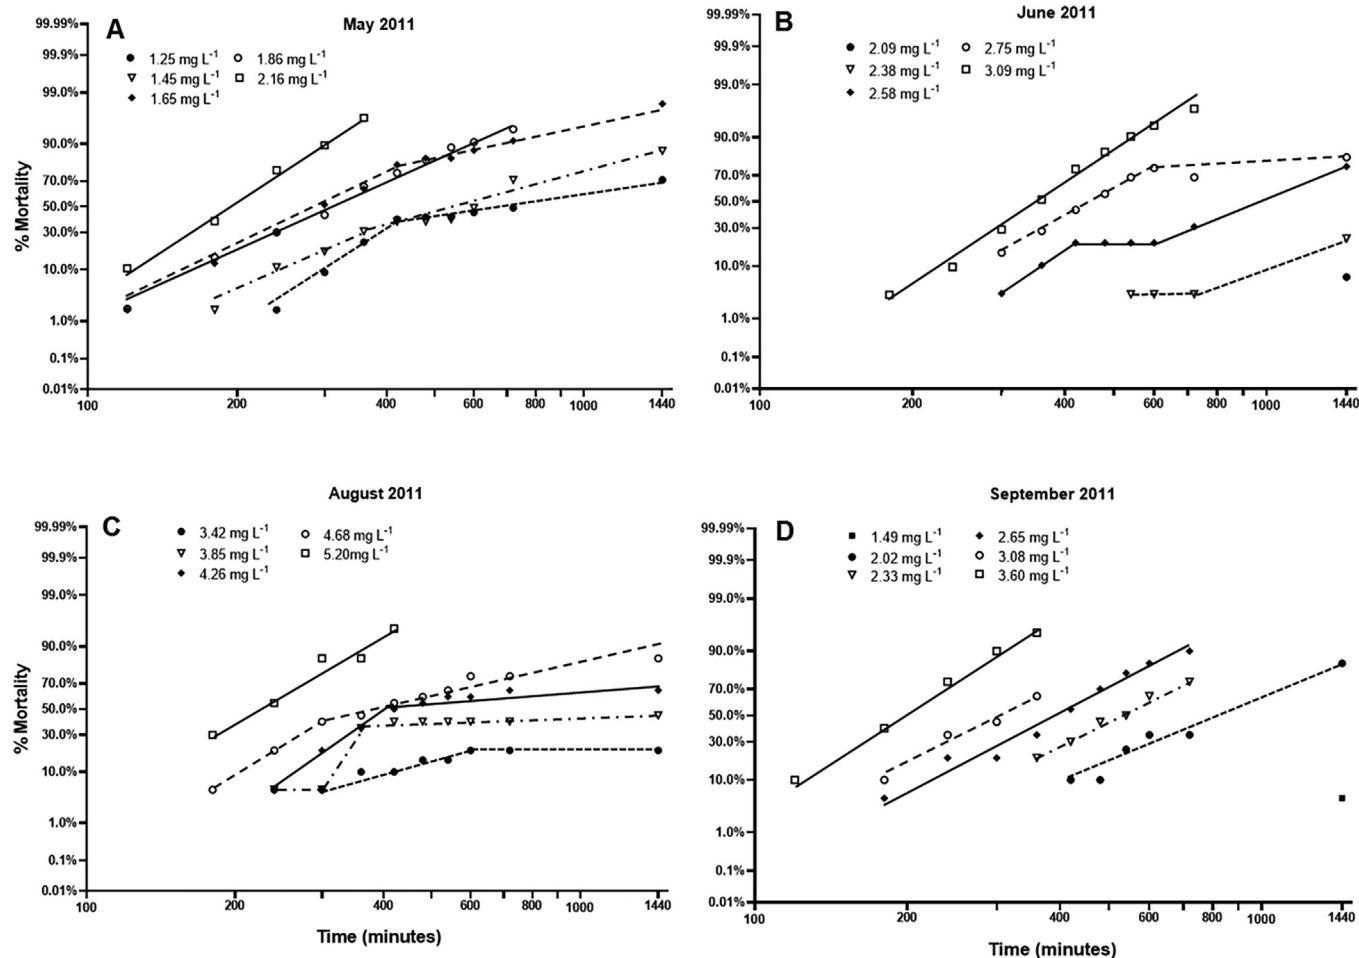 A
May 2011
1.25 mg L⁻¹
1.86 mg L⁻¹
1.45 mg L⁻¹
2.16 mg L⁻¹
1.65 mg L⁻¹
% Mortality
99.99%
99.9%
99.0%
90.0%
70.0%
50.0%
30.0%
10.0%
1.0%
0.1%
0.01%
100
200
400
600
800
1000
1440
B
June 2011
2.09 mg L⁻¹
2.75 mg L⁻¹
2.38 mg L⁻¹
3.09 mg L⁻¹
2.58 mg L⁻¹
99.99%
99.9%
99.0%
90.0%
70.0%
50.0%
30.0%
10.0%
1.0%
0.1%
0.01%
100
200
400
600
800
1000
1440
C
August 2011
3.42 mg L⁻¹
4.68 mg L⁻¹
3.85 mg L⁻¹
5.20mg L⁻¹
4.26 mg L⁻¹
% Mortality
99.99%
99.9%
99.0%
90.0%
70.0%
50.0%
30.0%
10.0%
1.0%
0.1%
0.01%
100
200
400
600
800
1000
1440
Time (minutes)
D
September 2011
1.49 mg L⁻¹
2.65 mg L⁻¹
2.02 mg L⁻¹
3.08 mg L⁻¹
2.33 mg L⁻¹
3.60 mg L⁻¹
99.99%
99.9%
99.0%
90.0%
70.0%
50.0%
30.0%
10.0%
1.0%
0.1%
0.01%
100
200
400
600
800
1000
1440
Time (minutes)